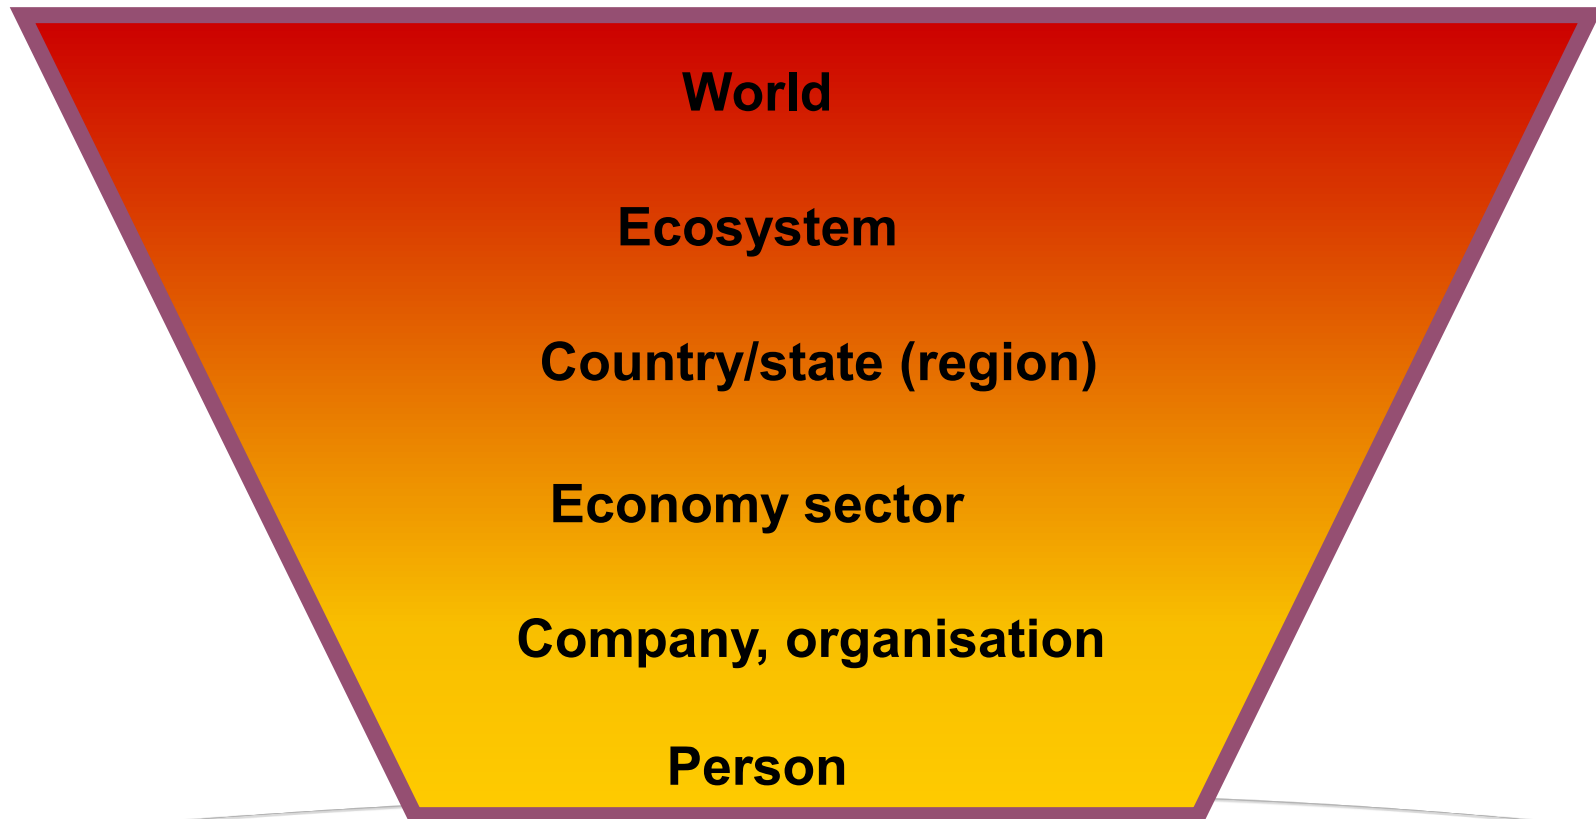 World
Ecosystem
Country/state (region)
Economy sector
Company, organisation
Person